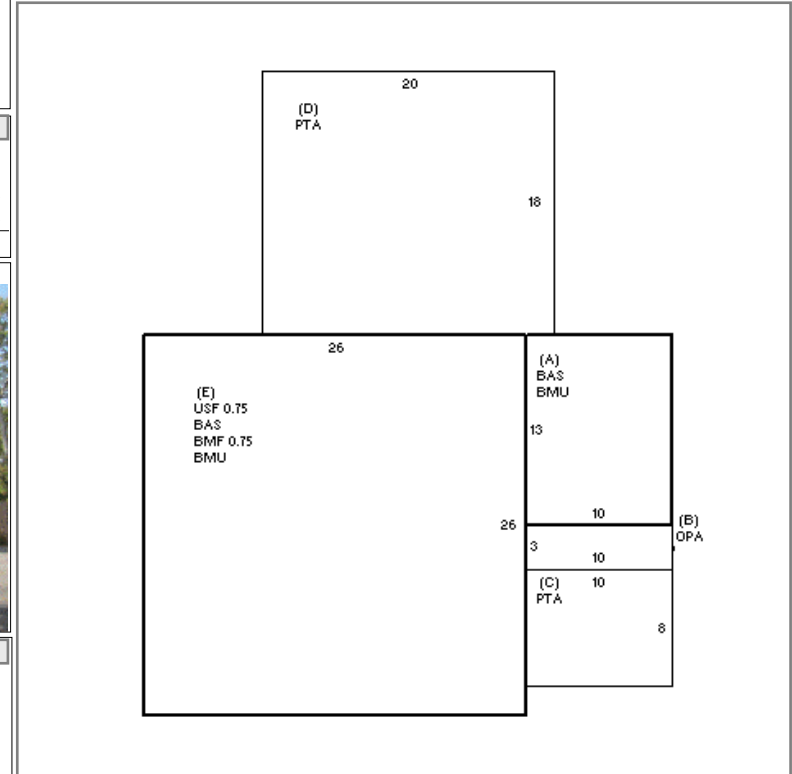 20
(D)
PTA
18
26
(A)
BAS
BMU
(E)
USF 0.75
BAS
BMF 0.75
BMU
13
10
26
(B)
OPA
3
10
(C)
PTA
10
8